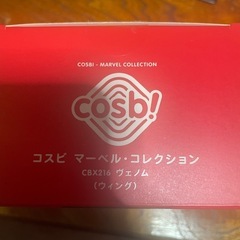 COSBI - MARVEL COLLECTION
cosb!
コスビ マーベル・コレクション
CBX216 ヴェノム
(ウィング)